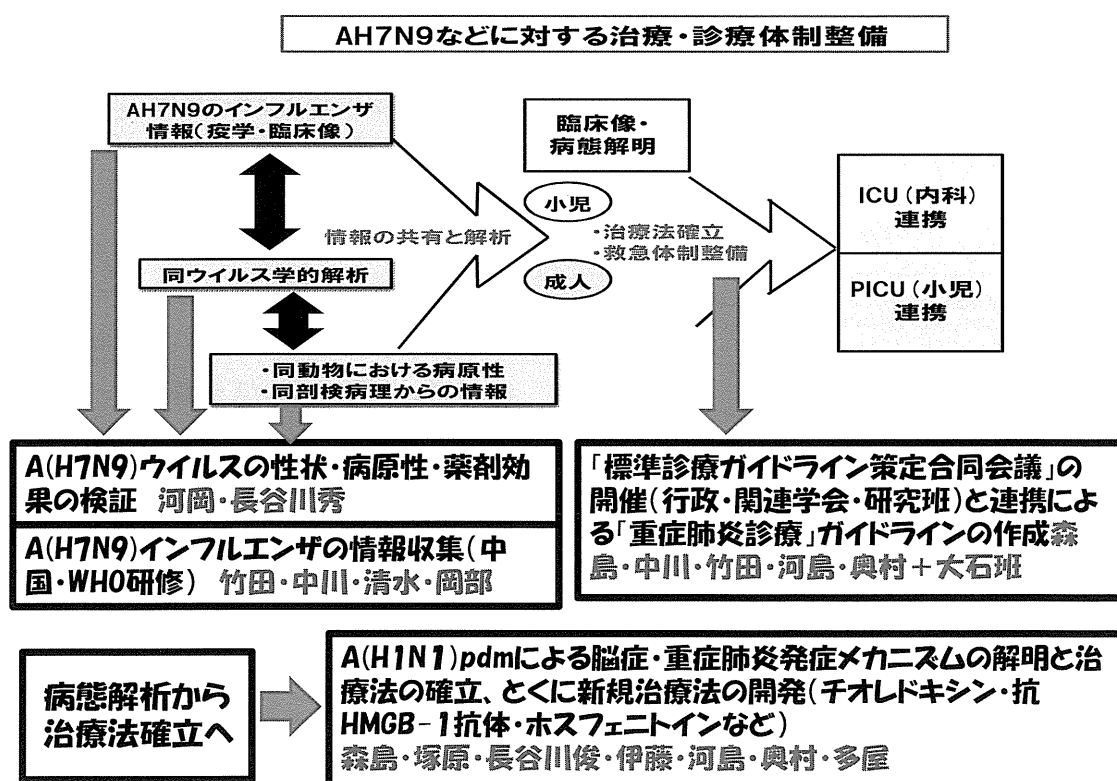 AH7N9などに対する治療・診療体制整備
AH7N9のインフルエンザ
情報（疫学・臨床像）
臨床像・
病態解明
小児
情報の共有と解析
・治療法確立
・救急体制整備
ICU（内科）
連携
同ウイルス学的解析
成人
PICU（小児）
連携
・同動物における病原性
・同剖検病理からの情報
A(H7N9)ウイルスの性状・病原性・薬剤効
果の検証 河岡・長谷川秀
A(H7N9)インフルエンザの情報収集(中
国・WHO研修) 竹田・中川・清水・岡部
「標準診療ガイドライン策定合同会議」の
開催(行政・関連学会・研究班)と連携によ
る「重症肺炎診療」ガイドラインの作成森
島・中川・竹田・河島・奥村＋大石班
病態解析から
治療法確立へ
A(H1N1)pdmによる脳症・重症肺炎発症メカニズムの解明と治
療法の確立、とくに新規治療法の開発(チオレドキシン・抗
HMGB-1抗体・ホスフェニトインなど)
森島・塚原・長谷川俊・伊藤・河島・奥村・多屋